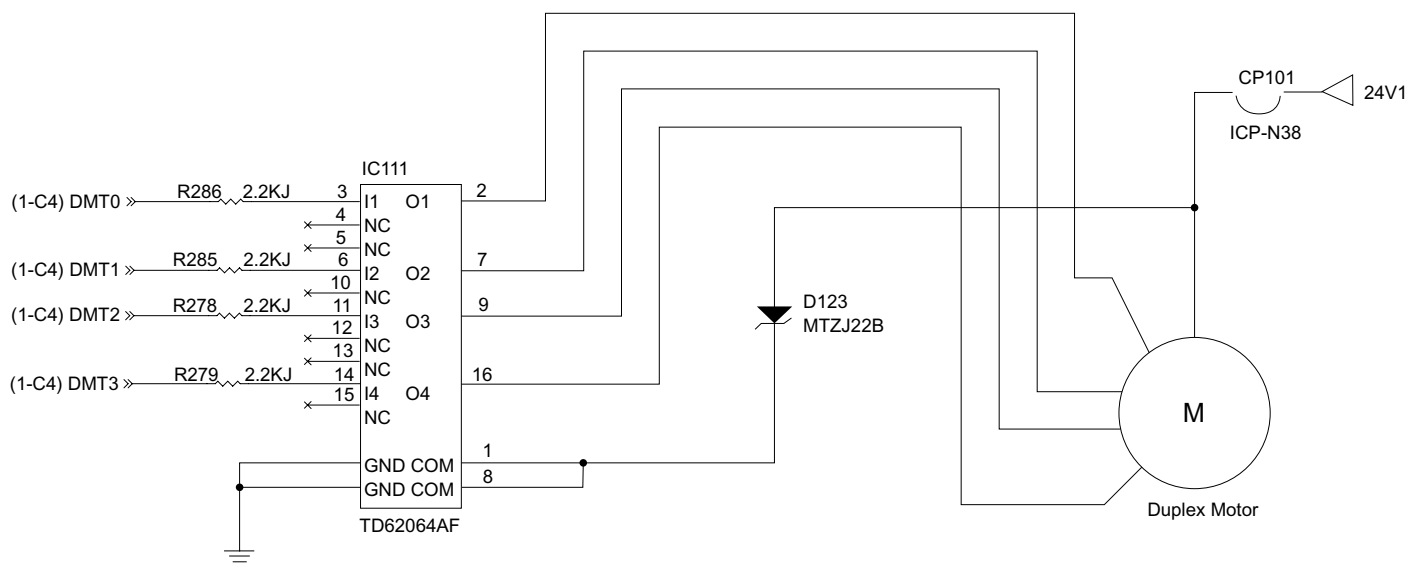 CP101
24V1
ICP-N38
IC111
(1-C4) DMT0 R286 2.2KJ 3 I1 O1 2
4 NC
5 NC
(1-C4) DMT1 R285 2.2KJ 6 I2 O2 7
10 NC
(1-C4) DMT2 R278 2.2KJ 11 I3 O3 9
12 NC
13 NC
(1-C4) DMT3 R279 2.2KJ 14 I4 O4 16
15 NC
GND COM 1
GND COM 8
TD62064AF
D123
MTZJ22B
M
Duplex Motor